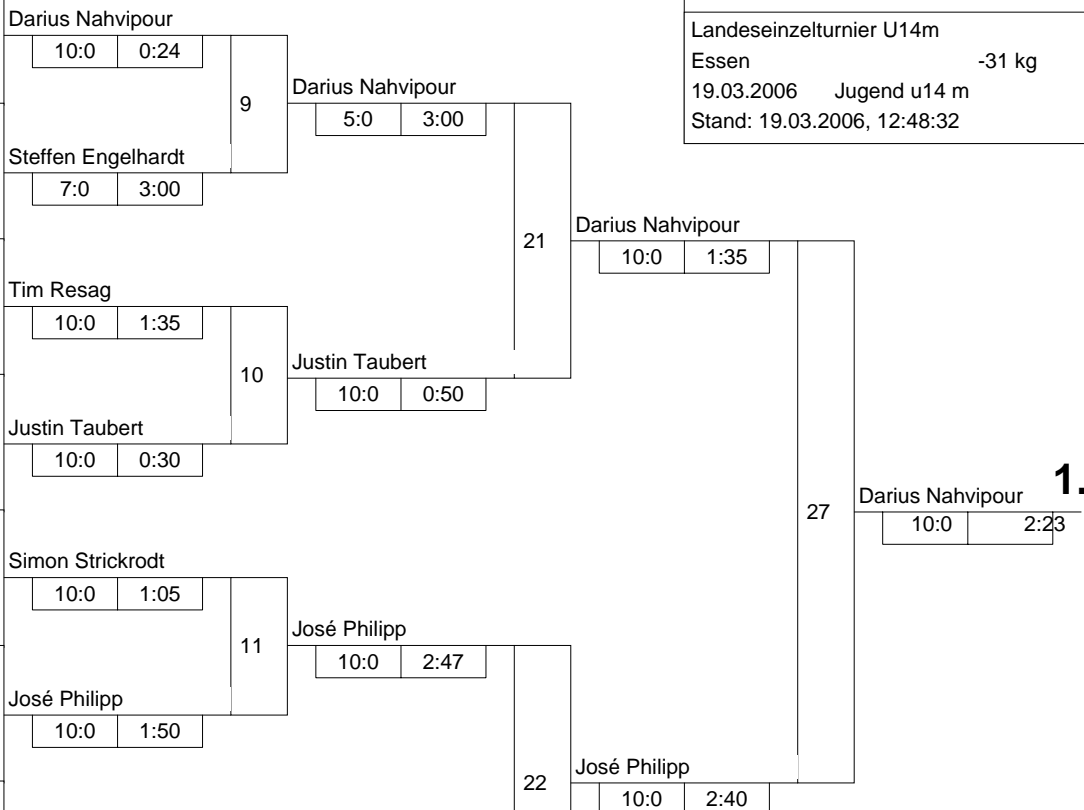 Landeseinzelturnier U14m
Essen -31 kg
19.03.2006 Jugend u14 m
Stand: 19.03.2006, 12:48:32
Darius Nahvipour
10:0 0:24
9
Darius Nahvipour
5:0 3:00
Steffen Engelhardt
7:0 3:00
21
Darius Nahvipour
10:0 1:35
Tim Resag
10:0 1:35
10
Justin Taubert
10:0 0:50
Justin Taubert
10:0 0:30
27
Darius Nahvipour 1.
10:0 2:23
Simon Strickrodt
10:0 1:05
11
José Philipp
10:0 2:47
José Philipp
10:0 1:50
22
José Philipp
10:0 2:40